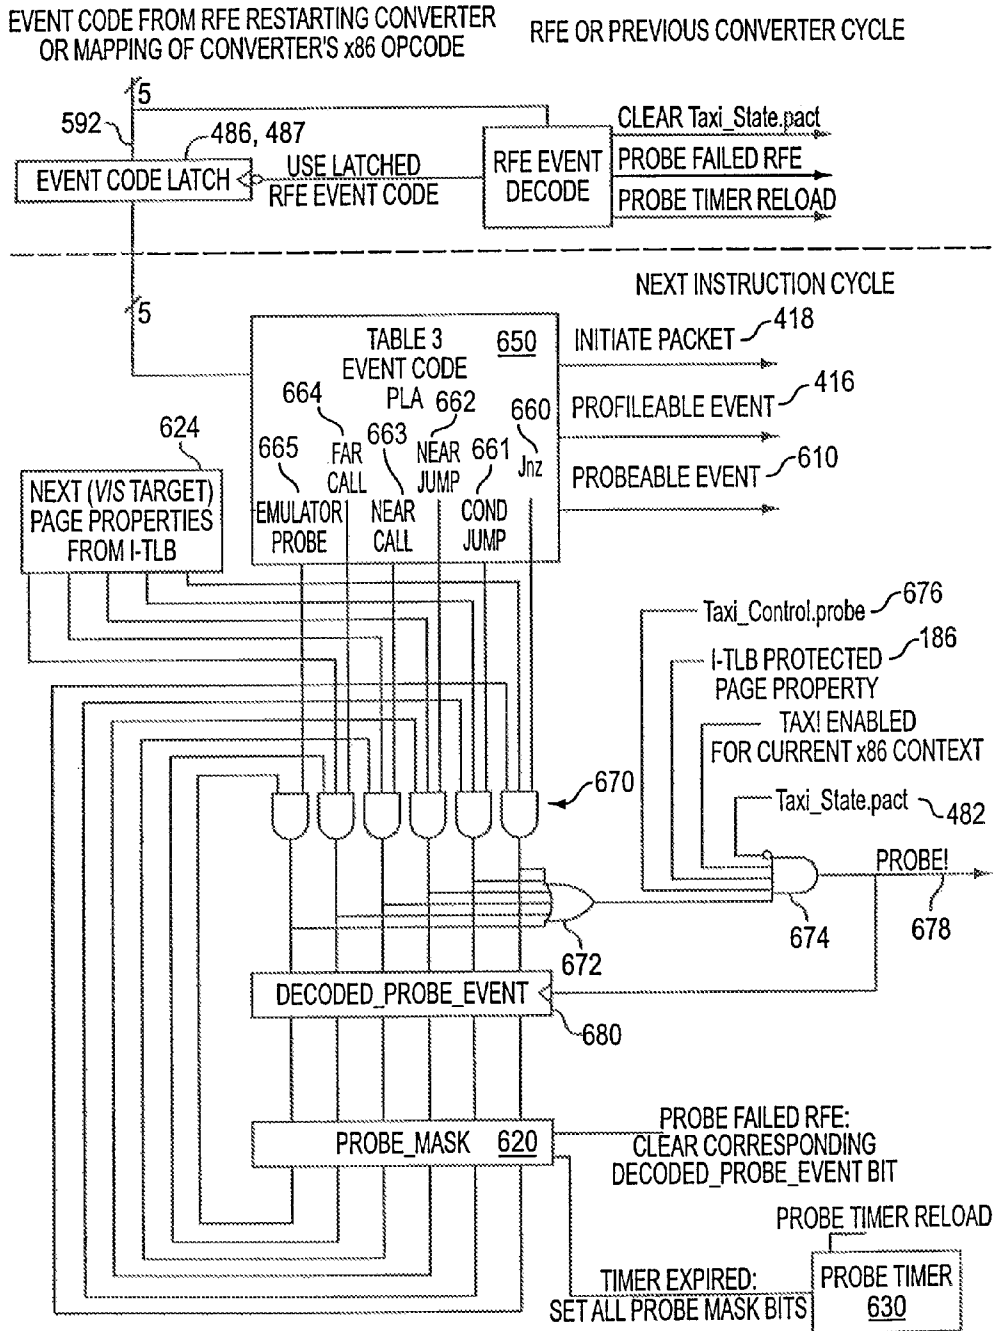 EVENT CODE FROM RFE RESTARTING CONVERTER
OR MAPPING OF CONVERTER'S x86 OPCODE
RFE OR PREVIOUS CONVERTER CYCLE
5
592
486, 487
EVENT CODE LATCH
USE LATCHED
RFE EVENT CODE
RFE EVENT
DECODE
CLEAR Taxi_State.pact
PROBE FAILED RFE
PROBE TIMER RELOAD
NEXT INSTRUCTION CYCLE
5
TABLE 3
EVENT CODE
PLA
650
INITIATE PACKET
418
PROFILEABLE EVENT
416
PROBEABLE EVENT
610
664
662
660
665
FAR
CALL
663
NEAR
JUMP
661
Jnz
EMULATOR
PROBE
NEAR
CALL
COND
JUMP
624
NEXT (VIS TARGET)
PAGE PROPERTIES
FROM I-TLB
Taxi_Control.probe
676
I-TLB PROTECTED
PAGE PROPERTY
186
TAXI ENABLED
FOR CURRENT x86 CONTEXT
Taxi_State.pact
482
670
PROBE!
674
678
672
DECODED_PROBE_EVENT
680
PROBE_MASK 620
PROBE FAILED RFE:
CLEAR CORRESPONDING
DECODED_PROBE_EVENT BIT
PROBE TIMER RELOAD
TIMER EXPIRED:
SET ALL PROBE MASK BITS
PROBE TIMER
630